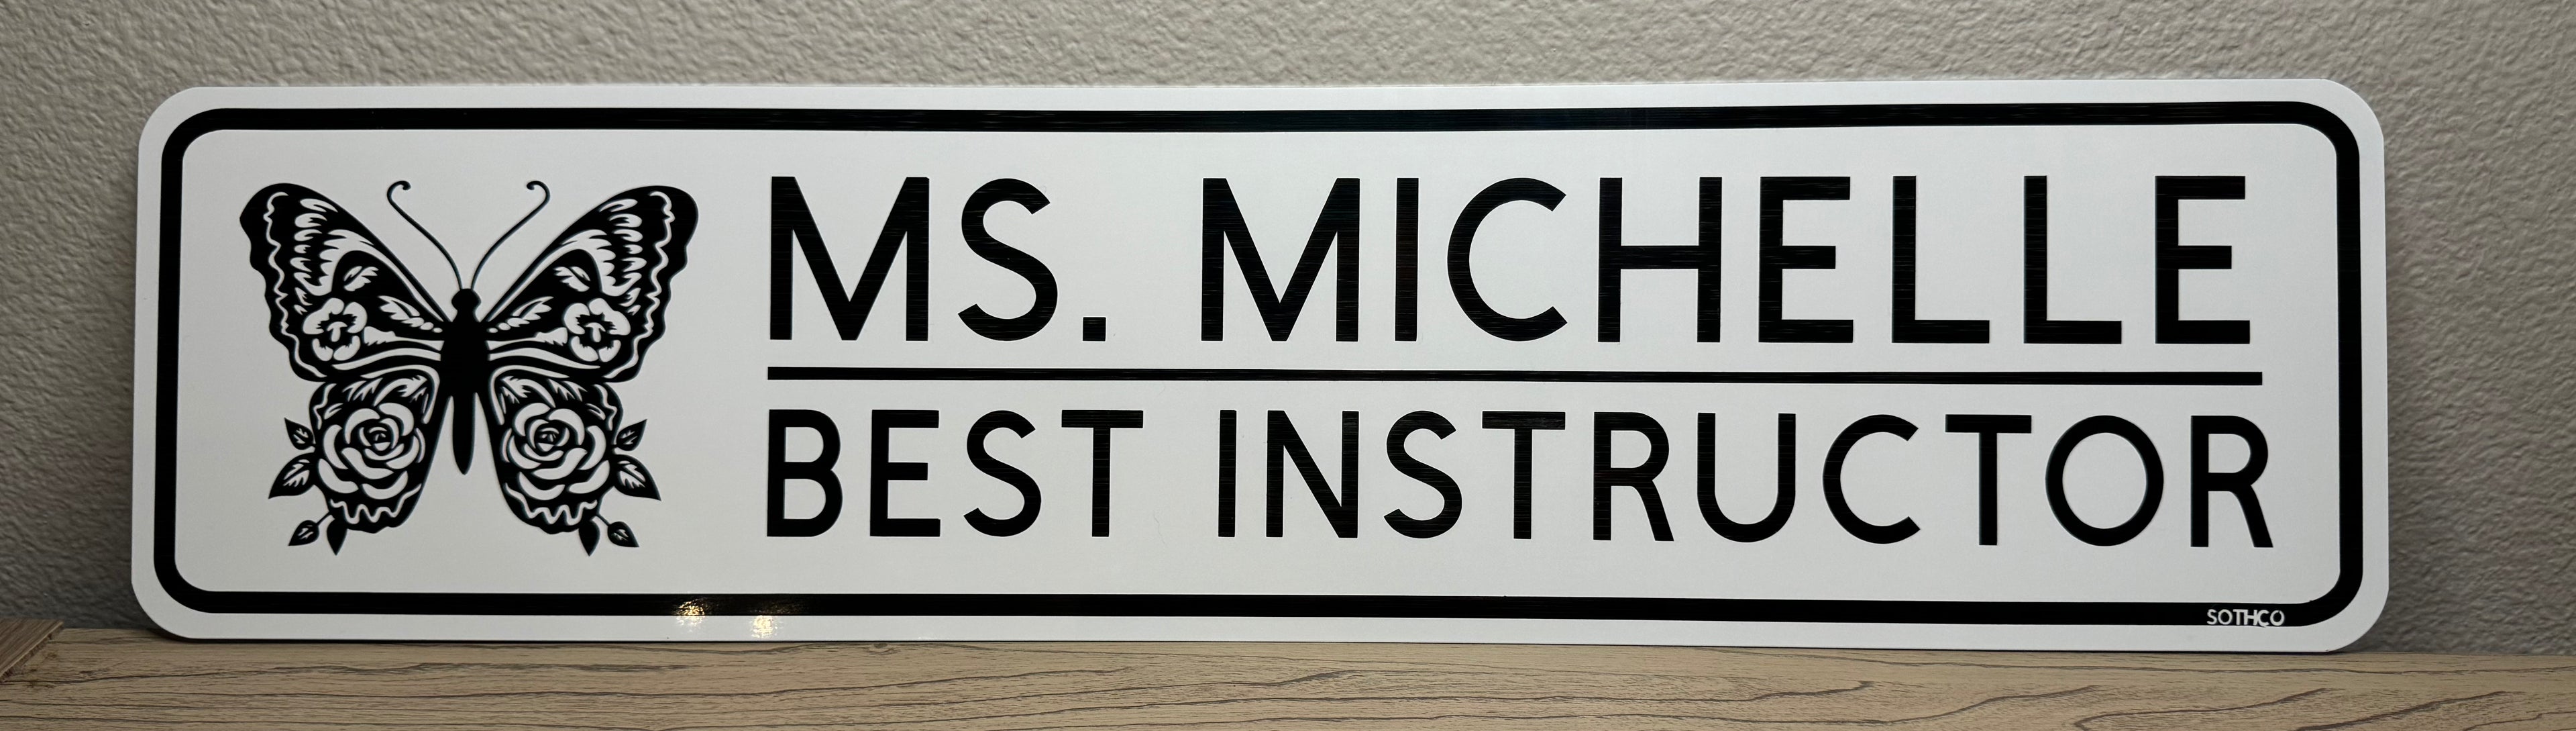 MS. MICHELLE
BEST INSTRUCTOR
SOTHCO